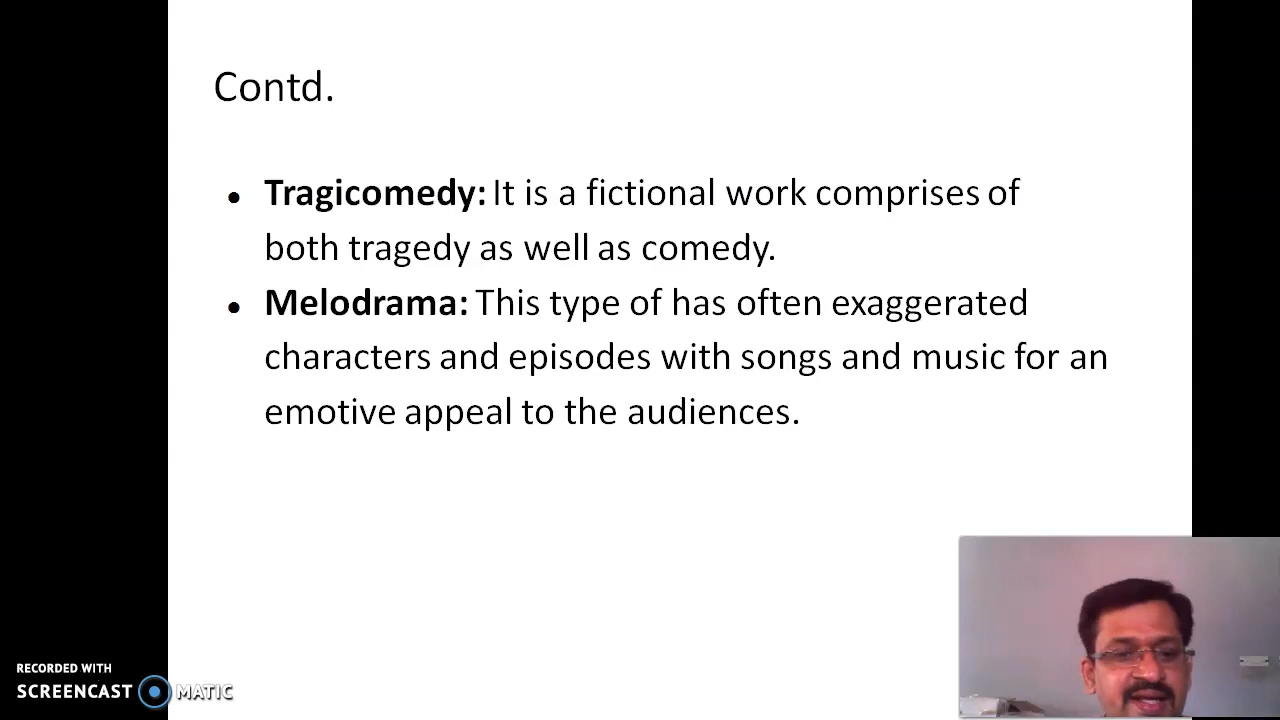 Contd.
• Tragicomedy: It is a fictional work comprises of
both tragedy as well as comedy.
• Melodrama: This type of has often exaggerated
characters and episodes with songs and music for an
emotive appeal to the audiences.
RECORDED WITH
SCREENCAST MATIC